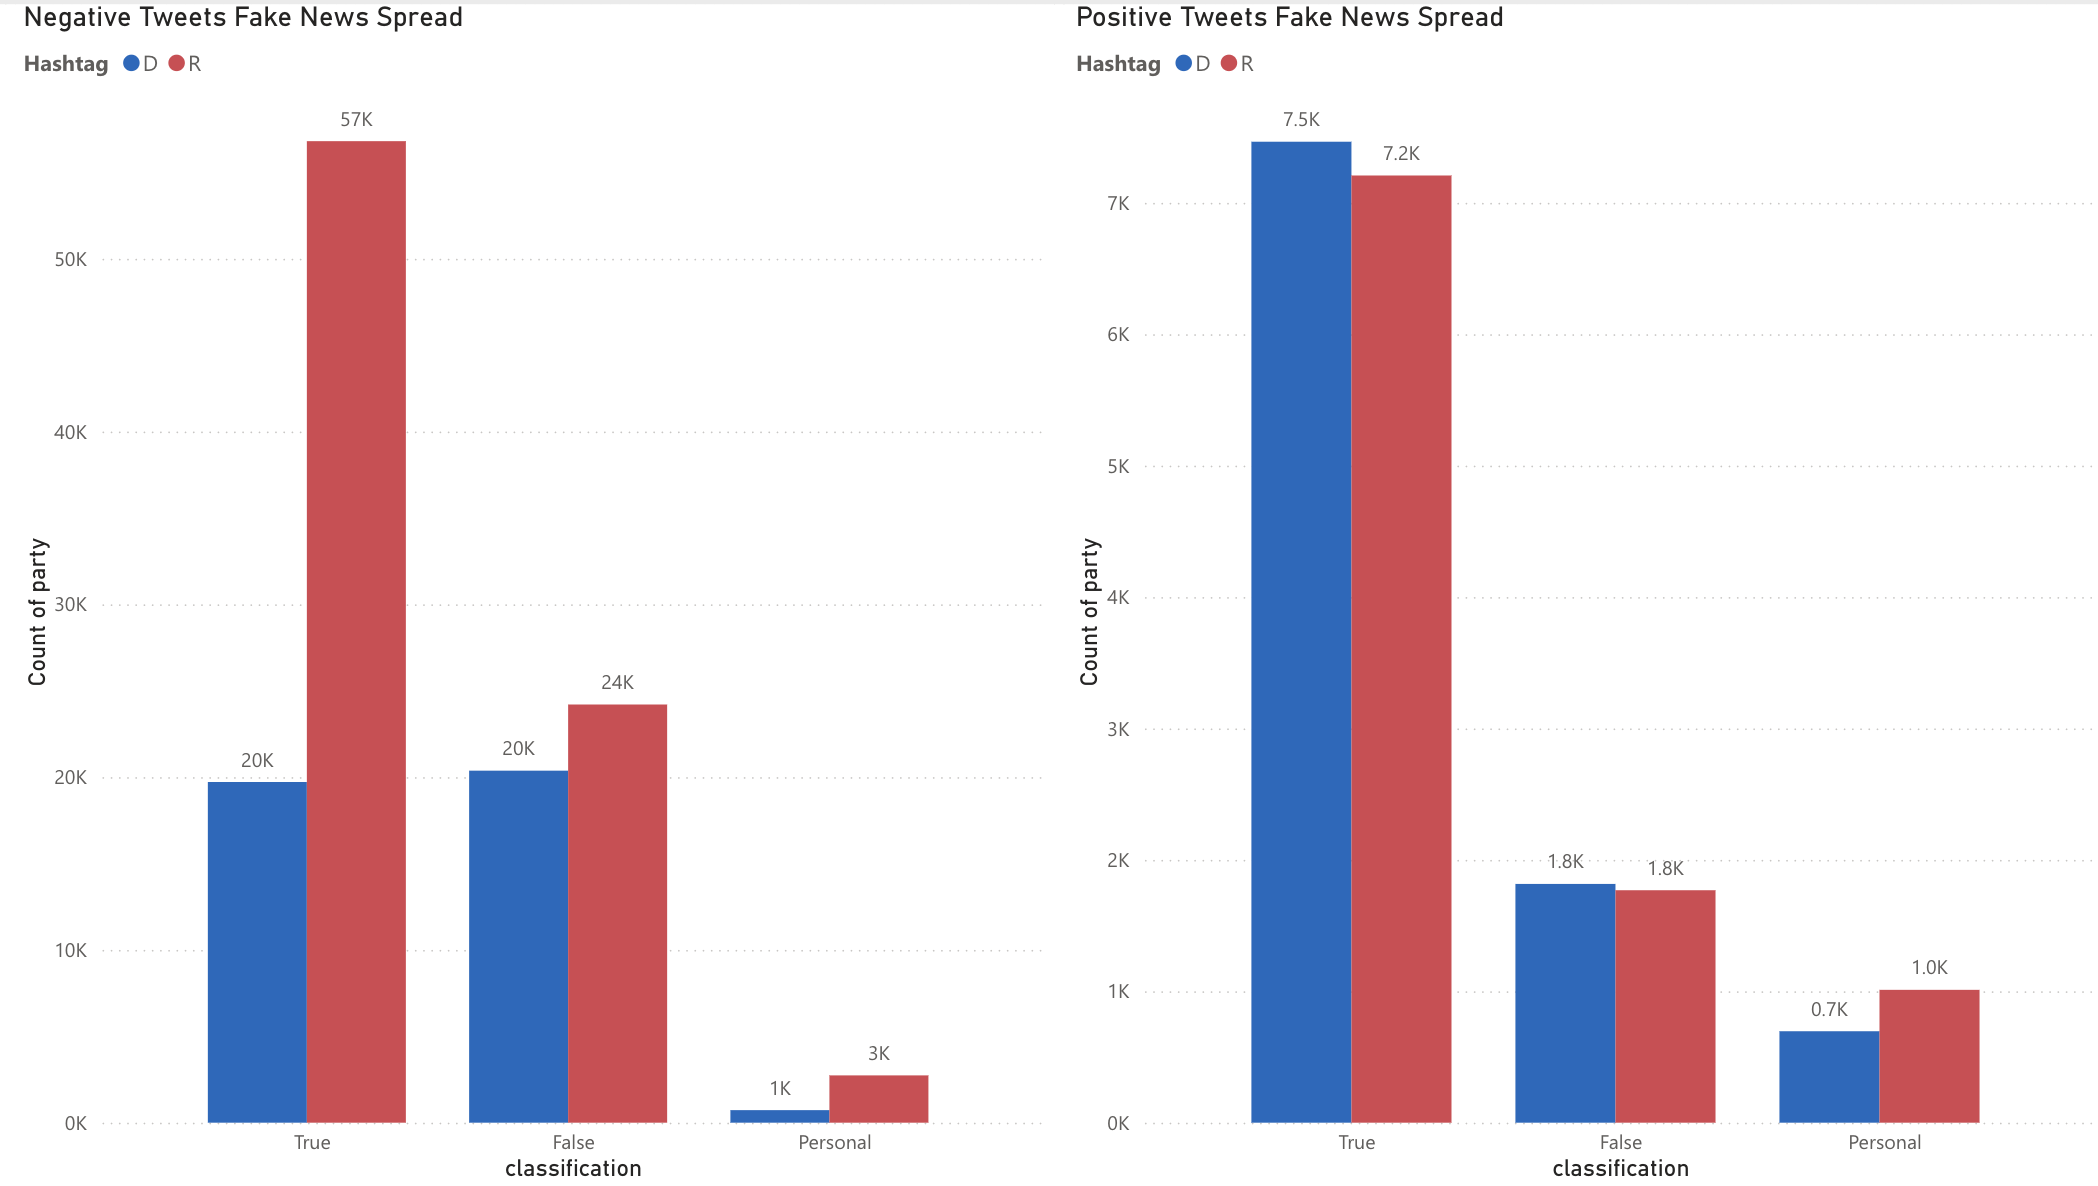 Negative Tweets Fake News Spread
Hashtag D R
57K
50K
40K
30K
24K
20K
20K
20K
10K
3K
1K
0K
Count of party
True False Personal
classification
Positive Tweets Fake News Spread
Hashtag D R
7.5K
7.2K
7K
6K
5K
4K
3K
2K
1.8K
1.8K
1.0K
1K
0.7K
0K
Count of party
True False Personal
classification